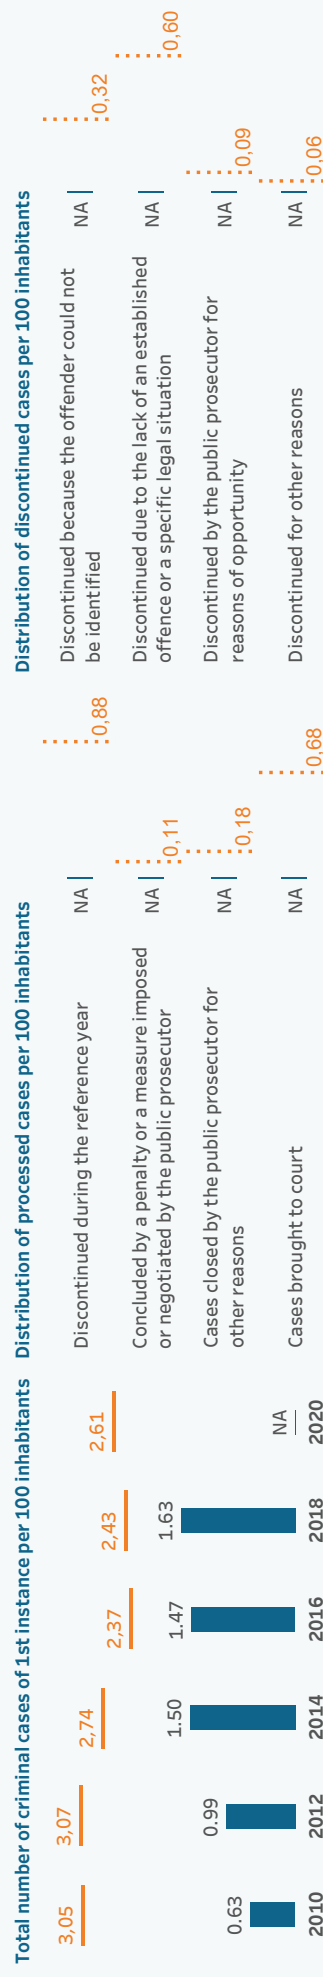 Total number of criminal cases of 1st instance per 100 inhabitants
3,05
3,07
2,74
2,37
2,43
2,61
0.63
0.99
1.50
1.47
1.63
NA
2010
2012
2014
2016
2018
2020
Distribution of processed cases per 100 inhabitants
Discontinued during the reference year
NA
0,88
Concluded by a penalty or a measure imposed
or negotiated by the public prosecutor
NA
0,11
Cases closed by the public prosecutor for
other reasons
NA
0,18
Cases brought to court
NA
0,68
Distribution of discontinued cases per 100 inhabitants
Discontinued because the offender could not
be identified
NA
0,32
Discontinued due to the lack of an established
offence or a specific legal situation
NA
0,60
Discontinued by the public prosecutor for
reasons of opportunity
NA
0,09
Discontinued for other reasons
NA
0,06